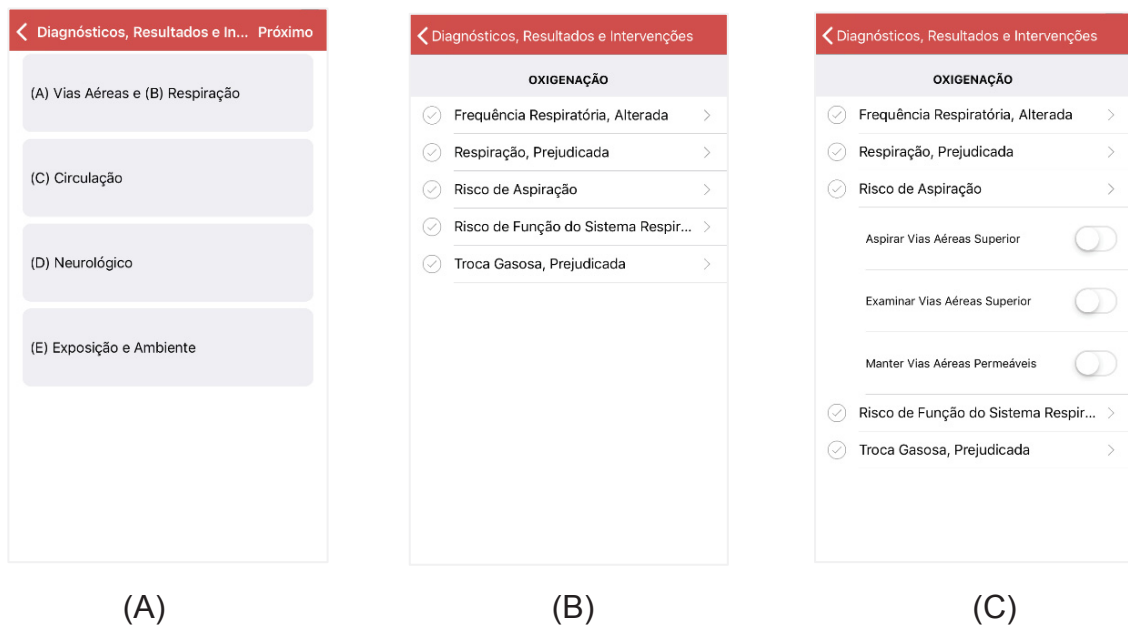 Diagnósticos, Resultados e In... Próximo
(A) Vias Aéreas e (B) Respiração
(C) Circulação
(D) Neurológico
(E) Exposição e Ambiente
(A)
Diagnósticos, Resultados e Intervenções
OXIGENAÇÃO
Frequência Respiratória, Alterada
Respiração, Prejudicada
Risco de Aspiração
Risco de Função do Sistema Respir...
Troca Gasosa, Prejudicada
(B)
Diagnósticos, Resultados e Intervenções
OXIGENAÇÃO
Frequência Respiratória, Alterada
Respiração, Prejudicada
Risco de Aspiração
Aspirar Vias Aéreas Superior
Examinar Vias Aéreas Superior
Manter Vias Aéreas Permeáveis
Risco de Função do Sistema Respir...
Troca Gasosa, Prejudicada
(C)